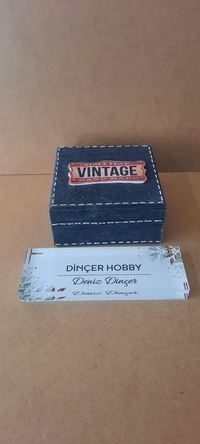 VINTAGE
DİNÇER HOBBY
Deniz Dinçer
Deniz Dinçer